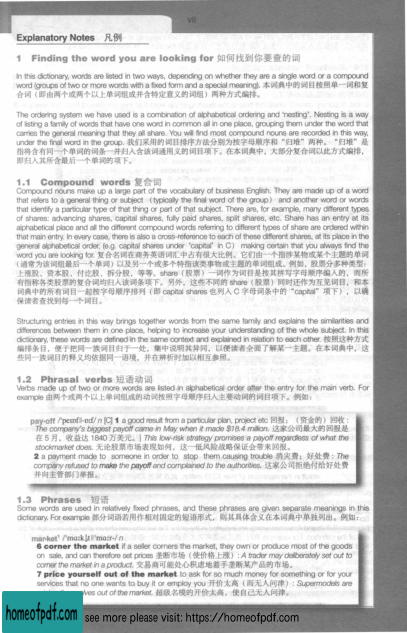 vii
Explanatory Notes 凡例
1 Finding the word you are looking for 如何找到你要查的词
In this dictionary, words are listed in two ways, depending on whether they are a single word or a compound
word (groups of two or more words with a fixed form and a special meaning). 本词典中的词目按照单一词和复
合词（即由两个或两个以上单词组成并含特定意义的词组）两种方式编排。
The ordering system we have used is a combination of alphabetical ordering and "nesting". Nesting is a way
of listing a family of words that have one word in common all in one place, grouping them under the word that
carries the general meaning that they all share. You will find most compound nouns are recorded in this way,
under the final word in the group. 我们采用的词目排序方法分别为按字母顺序和“归堆”两种。“归堆”是
指将含有同一个单词的词条一并归入含该词通用义的词目项下。在本词典中，大部分复合词以此方式编排，
即归入其所含最后一个单词的项下。
1.1 Compound words 复合词
Compound nouns make up a large part of the vocabulary of business English. They are made up of a word
that refers to a general thing or subject (typically the final word of the group) and another word or words
that identify a particular type of that thing or part of that subject. There are, for example, many different types
of shares: advancing shares, capital shares, fully paid shares, split shares, etc. Share has an entry at its
alphabetical place and all the different compound words referring to different types of share are ordered within
that main entry. In every case, there is also a cross-reference to each of these different shares, at its place in the
general alphabetical order, (e.g. capital shares under "capital" in C) making certain that you always find the
word you are looking for. 复合词在商务英语词汇中占有很大比例。它们由一个指称某物或某个主题的单词
（通常为该词组最后一个单词）以及另一个或多个特指该类事物或主题的单词组成。例如，股票分多种类型：
上涨股、资本股、付讫股、拆分股，等等。share（股票）一词作为词目是按其拼写字母顺序编入的，而所
有指称各类股票的复合词均归入该词条项下。另外，这些不同的 share（股票）同时还作为互见词目，和本
词典中的所有词目一起按字母顺序排列（即 capital shares 也列入 C 字母词条中的“capital”项下），以确
保读者查找到每一个词目。
Structuring entries in this way brings together words from the same family and explains the similarities and
differences between them in one place, helping to increase your understanding of the whole subject. In this
dictionary, these words are defined in the same context and explained in relation to each other. 按照这种方式
编排条目，便于把同一族词归于一处，集中说明其异同，以便读者全面了解某一主题。在本词典中，这
些同一族词目的释义均依据同一语境，并在辨析时加以相互参照。
1.2 Phrasal verbs 短语动词
Verbs made up of two or more words are listed in alphabetical order after the entry for the main verb. For
example 由两个或两个以上单词组成的动词按照字母顺序归入主要动词的词目项下。例如：
pay-off /ˈpeɪɒf‖-ɒːf/ n [C] 1 a good result from a particular plan, project etc 回报；（资金的）回收：
The company's biggest payoff came in May when it made $18.4 million. 这家公司最大的回报是
在5月，收益达1840万美元。| This low-risk strategy promises a payoff regardless of what the
stockmarket does. 无论股票市场表现如何，这一低风险战略保证会带来回报。
2 a payment made to someone in order to stop them causing trouble 消灾费；好处费：The
company refused to make the payoff and complained to the authorities. 这家公司拒绝付给好处费
并向主管部门举报。
1.3 Phrases 短语
Some words are used in relatively fixed phrases, and these phrases are given separate meanings in this
dictionary. For example 部分词语若用作相对固定的短语形式，则其具体含义在本词典中单独列出。例如：
market¹ /ˈmɑːkɪt‖ˈmɑːr-/ n
6 corner the market if a seller corners the market, they own or produce most of the goods
on sale, and can therefore set prices 垄断市场（使价格上涨）：A trader may deliberately set out to
corner the market in a product. 交易商可能处心积虑地着手垄断某产品的市场。
7 price yourself out of the market to ask for so much money for something or for your
services that no one wants to buy it or employ you 开价太高（而无人问津）：Supermodels are
out of the market. 超级名模的开价太高，使自己无人问津。
homeofpdf.com see more please visit: https://homeofpdf.com